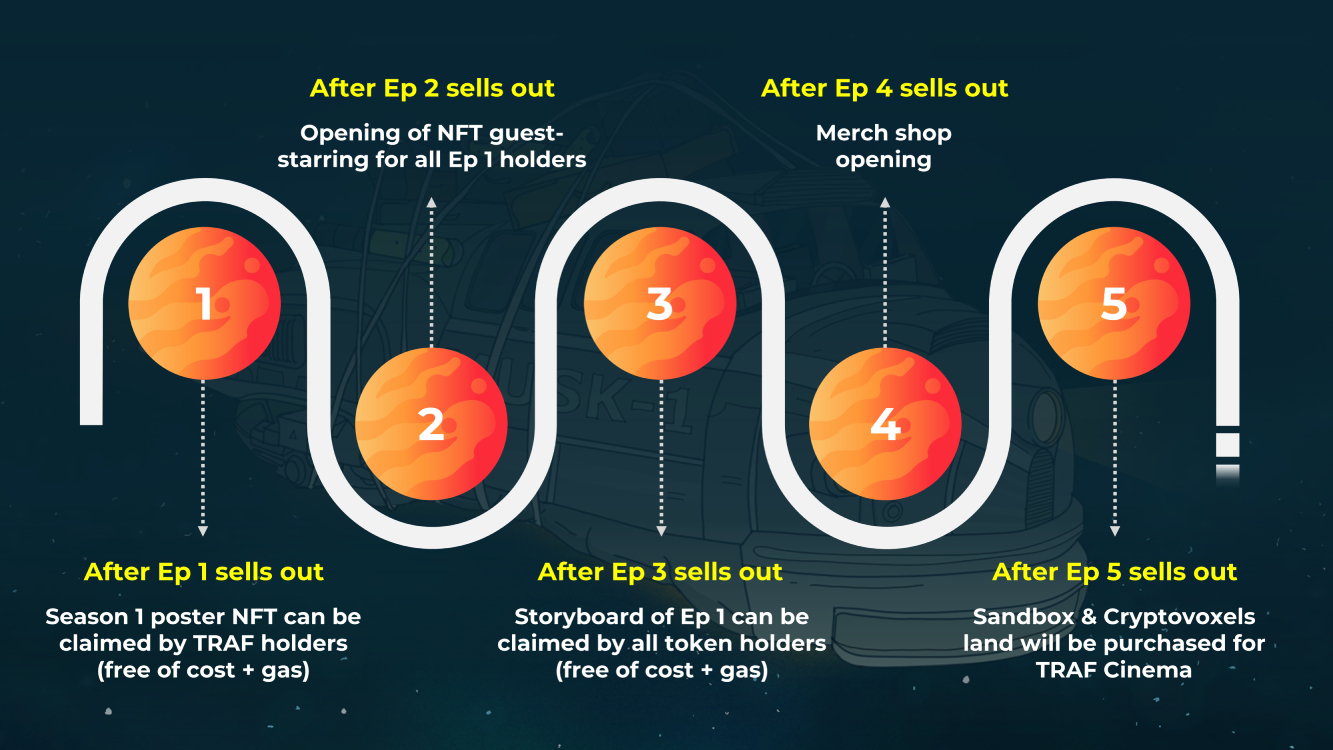 After Ep 2 sells out
Opening of NFT guest-
starring for all Ep 1 holders
After Ep 4 sells out
Merch shop
opening
1
2
3
4
5
USK-1
After Ep 1 sells out
Season 1 poster NFT can be
claimed by TRAF holders
(free of cost + gas)
After Ep 3 sells out
Storyboard of Ep 1 can be
claimed by all token holders
(free of cost + gas)
After Ep 5 sells out
Sandbox & Cryptovoxels
land will be purchased for
TRAF Cinema